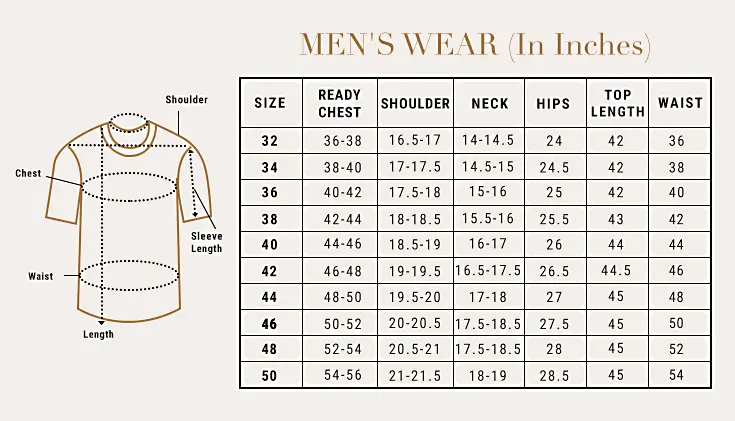 MEN'S WEAR (In Inches)
Shoulder
Chest
Sleeve
Length
Waist
Length
SIZE READY CHEST SHOULDER NECK HIPS TOP LENGTH WAIST
32 36-38 16.5-17 14-14.5 24 42 36
34 38-40 17-17.5 14.5-15 24.5 42 38
36 40-42 17.5-18 15-16 25 42 40
38 42-44 18-18.5 15.5-16 25.5 43 42
40 44-46 18.5-19 16-17 26 44 44
42 46-48 19-19.5 16.5-17.5 26.5 44.5 46
44 48-50 19.5-20 17-18 27 45 48
46 50-52 20-20.5 17.5-18.5 27.5 45 50
48 52-54 20.5-21 17.5-18.5 28 45 52
50 54-56 21-21.5 18-19 28.5 45 54